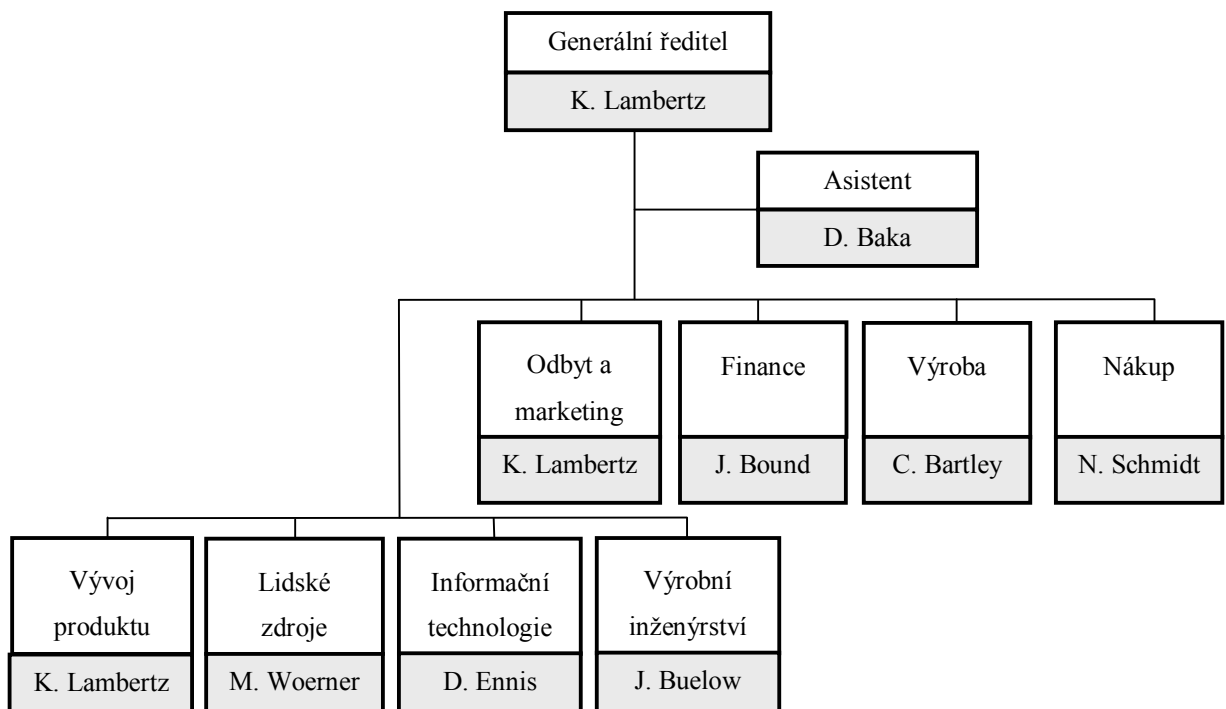 Generální ředitel
K. Lambertz
Asistent
D. Baka
Odbyt a
marketing
K. Lambertz
Finance
J. Bound
Výroba
C. Bartley
Nákup
N. Schmidt
Vývoj
produktu
K. Lambertz
Lidské
zdroje
M. Woerner
Informační
technologie
D. Ennis
Výrobní
inženýrství
J. Buelow